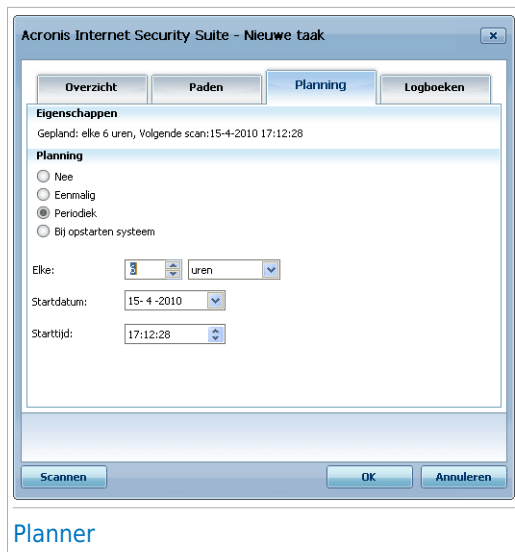 Acronis Internet Security Suite - Nieuwe taak
Overzicht Paden Planning Logboeken
Eigenschappen
Gepland: elke 6 uren, Volgende scan:15-4-2010 17:12:28
Planning
Nee
Eenmalig
Periodiek
Bij opstarten systeem
Elke: uren
Startdatum: 15- 4 -2010
Starttijd: 17:12:28
Scannen OK Annuleren
Planner